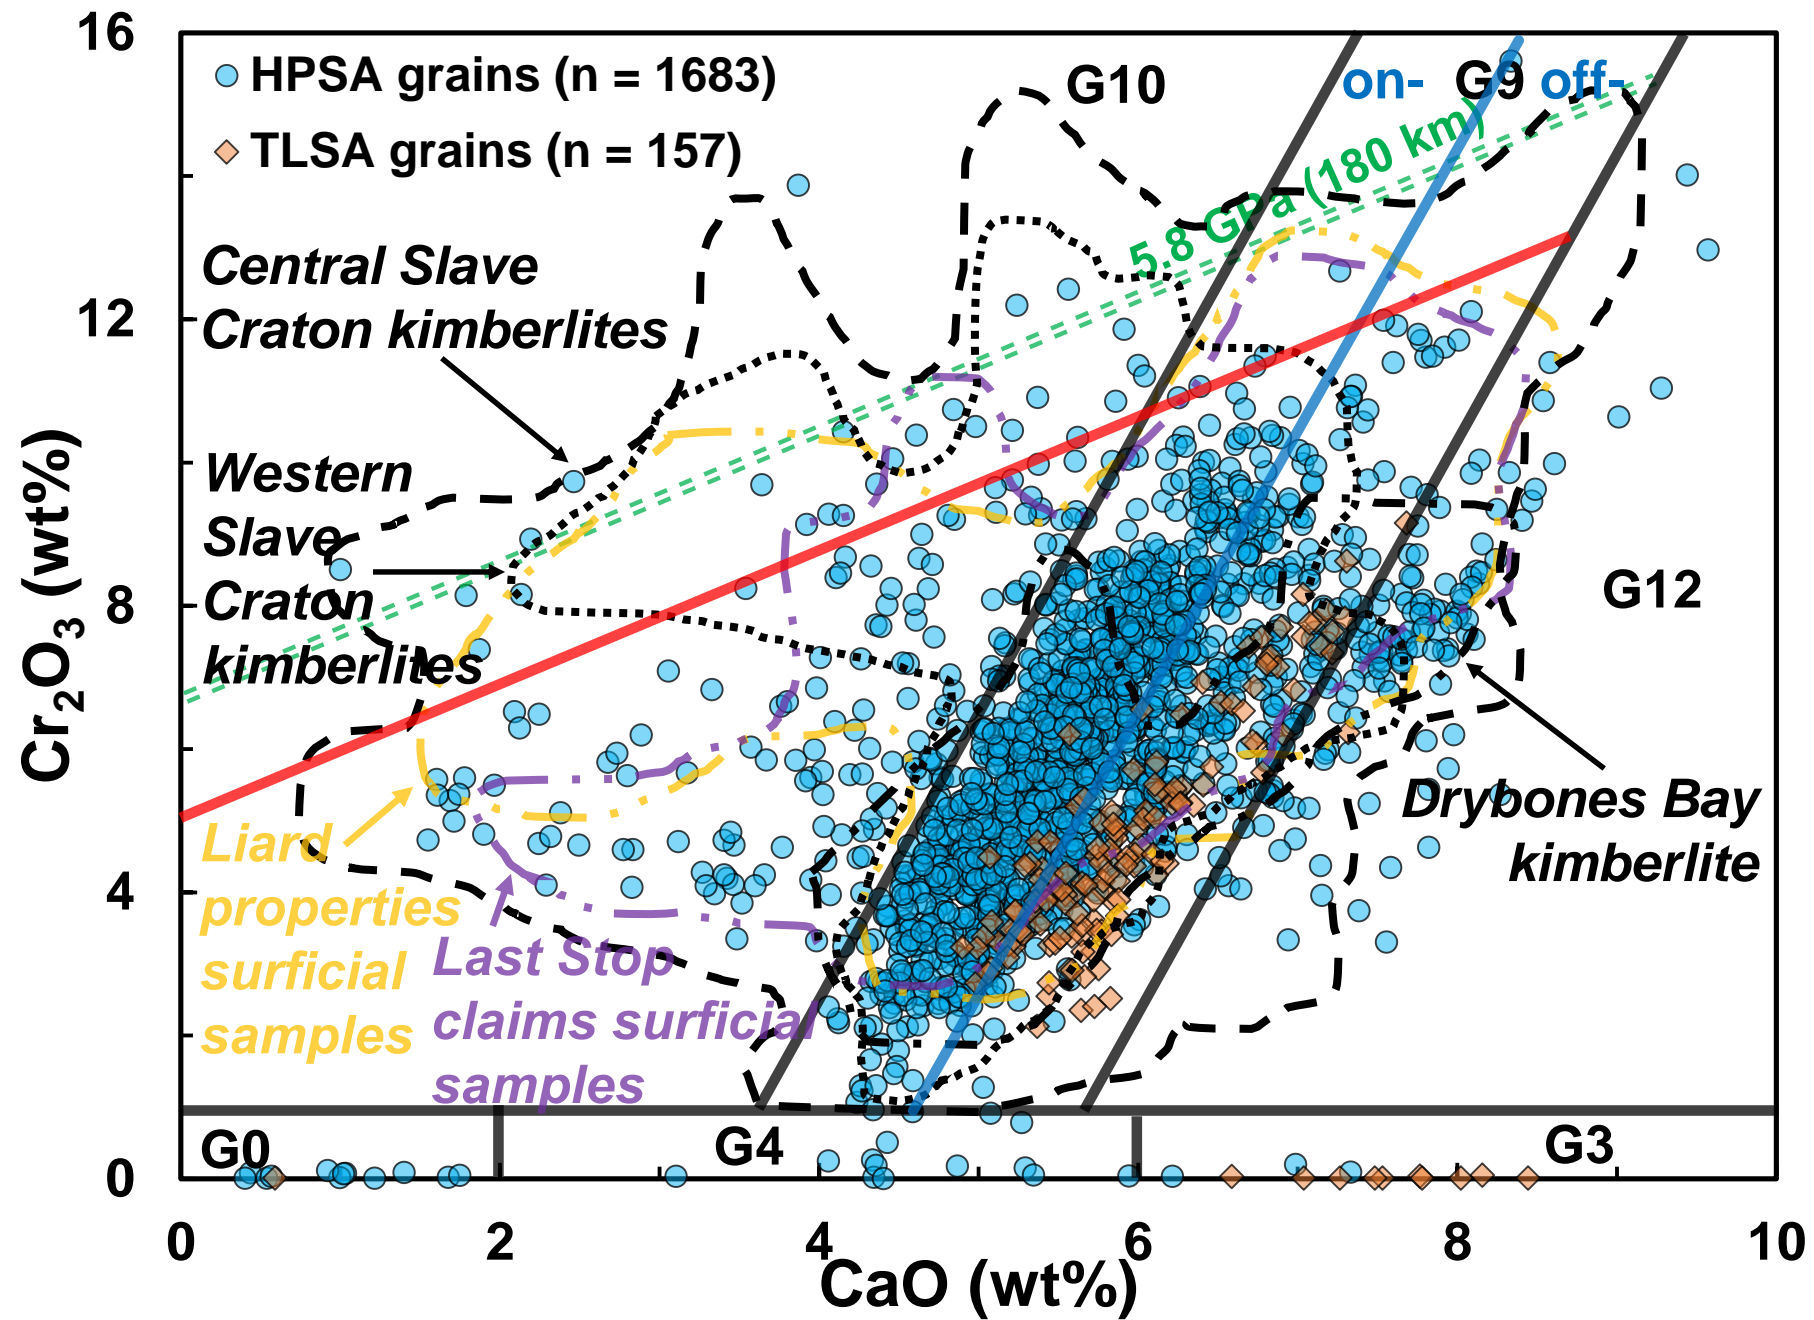 16
HPSA grains (n = 1683)
TLSA grains (n = 157)
G10
on- G9 off-
5.8 GPa (180 km)
Central Slave
Craton kimberlites
12
Western
Slave
Craton
kimberlites
Cr2O3 (wt%)
8
G12
Drybones Bay
kimberlite
Liard
properties
surficial
samples
4
Last Stop
claims surficial
samples
G0
G4
G3
0
0 2 4 6 8 10
CaO (wt%)